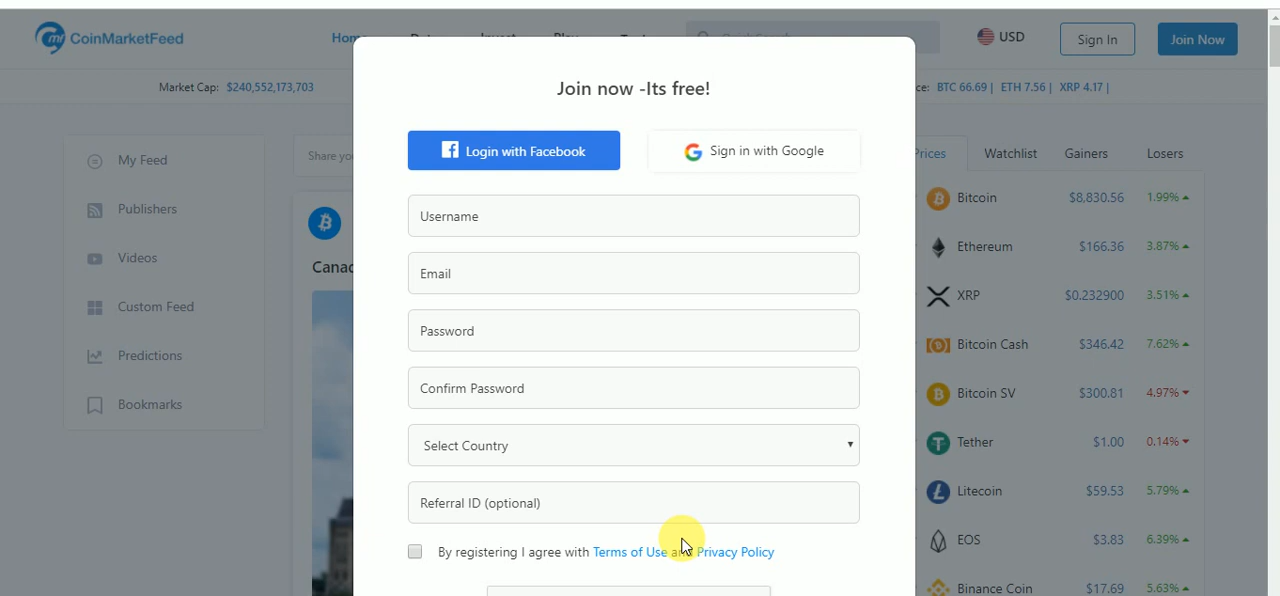 CoinMarketFeed
Hom
USD
Sign In
Join Now
Market Cap: $240,552,173,703
ce: BTC 66.69 | ETH 7.56 | XRP 4.17 |
Join now -Its free!
Login with Facebook
Sign in with Google
Username
Email
Password
Confirm Password
Select Country
Referral ID (optional)
By registering I agree with Terms of Use and Privacy Policy
My Feed
Publishers
Videos
Custom Feed
Predictions
Bookmarks
Share you
Canad
Prices Watchlist Gainers Losers
Bitcoin $8,830.56 1.99%
Ethereum $166.36 3.87%
XRP $0.232900 3.51%
Bitcoin Cash $346.42 7.62%
Bitcoin SV $300.81 4.97%
Tether $1.00 0.14%
Litecoin $59.53 5.79%
EOS $3.83 6.39%
Binance Coin $17.69 5.63%